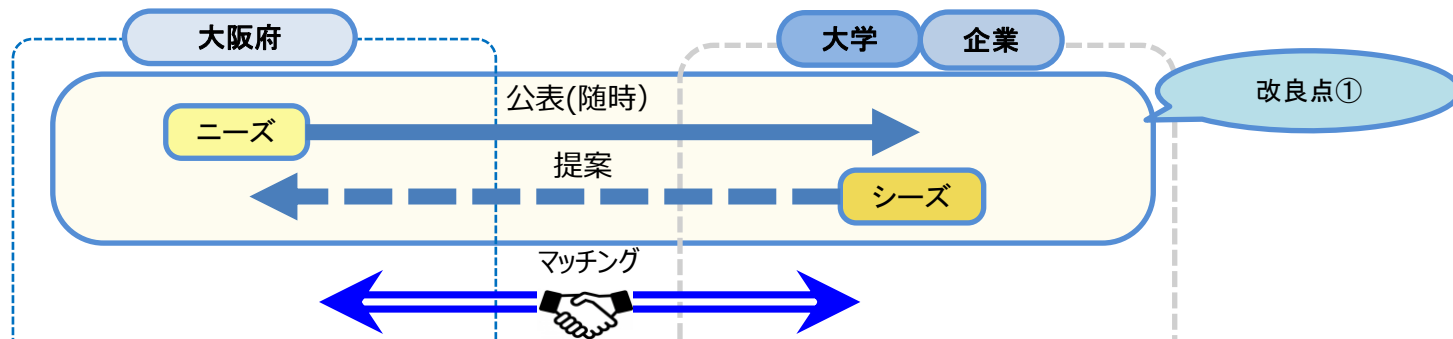 大阪府
大学
企業
改良点①
公表(随時）
ニーズ
提案
シーズ
マッチング